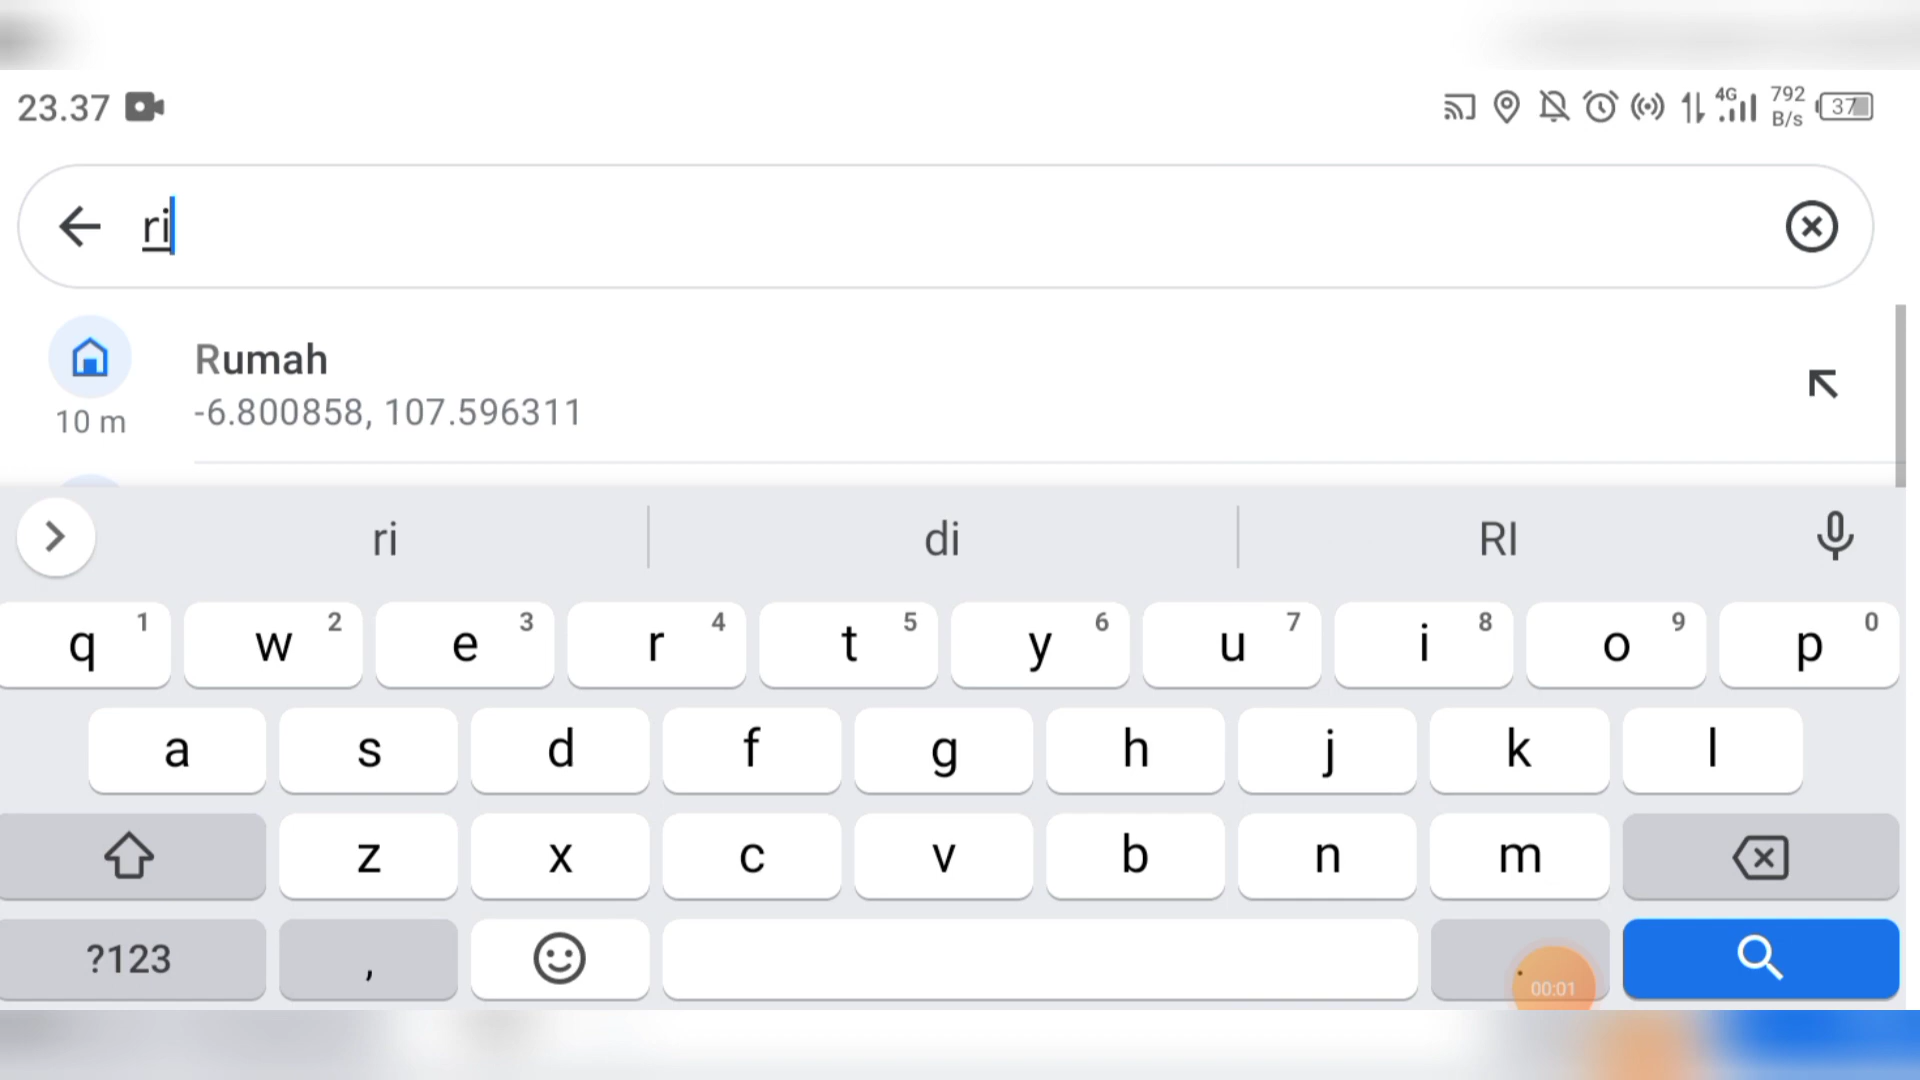 23.37
4G 792 B/s 37
ri
Rumah
10 m
-6.800858, 107.596311
ri di RI
q 1 w 2 e 3 r 4 t 5 y 6 u 7 i 8 o 9 p 0
a s d f g h j k l
z x c v b n m
?123 , 
00:01